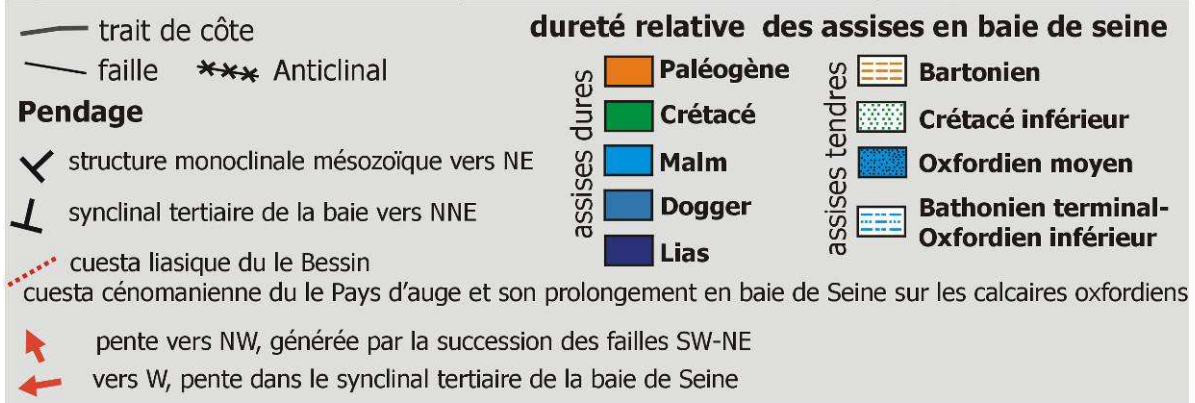 trait de côte
faille
Anticlinal
Pendage
structure monoclinale mésozoïque vers NE
synclinal tertiaire de la baie vers NNE
cuesta liasique du le Bessin
cuesta cénomanienne du le Pays d'auge et son prolongement en baie de Seine sur les calcaires oxfordiens
pente vers NW, générée par la succession des failles SW-NE
vers W, pente dans le synclinal tertiaire de la baie de Seine
dureté relative des assises en baie de seine
assises dures
Paléogène
Crétacé
Malm
Dogger
Lias
assises tendres
Bartonien
Crétacé inférieur
Oxfordien moyen
Bathonien terminal-
Oxfordien inférieur